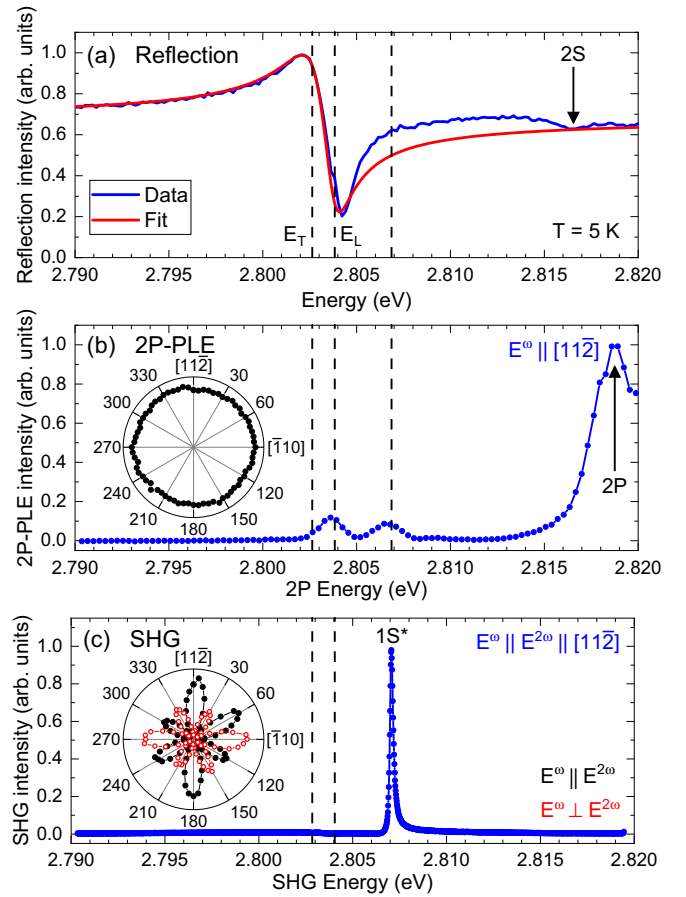 (a) Reflection
2S
Data
Fit
E_T
E_L
T = 5 K
Reflection intensity (arb. units)
0.0
0.2
0.4
0.6
0.8
1.0
2.790 2.795 2.800 2.805 2.810 2.815 2.820
Energy (eV)
(b) 2P-PLE
E^ω || [112̄]
[112̄]
330 30
300 60
270 [1̄10]
240 120
210 150
180
2P
2P-PLE intensity (arb. units)
0.0
0.2
0.4
0.6
0.8
1.0
2.790 2.795 2.800 2.805 2.810 2.815 2.820
2P Energy (eV)
(c) SHG
1S*
E^ω || E^2ω || [112̄]
[112̄]
330 30
300 60
270 [1̄10]
240 120
210 150
180
E^ω || E^2ω
E^ω ⊥ E^2ω
SHG intensity (arb. units)
0.0
0.2
0.4
0.6
0.8
1.0
2.790 2.795 2.800 2.805 2.810 2.815 2.820
SHG Energy (eV)